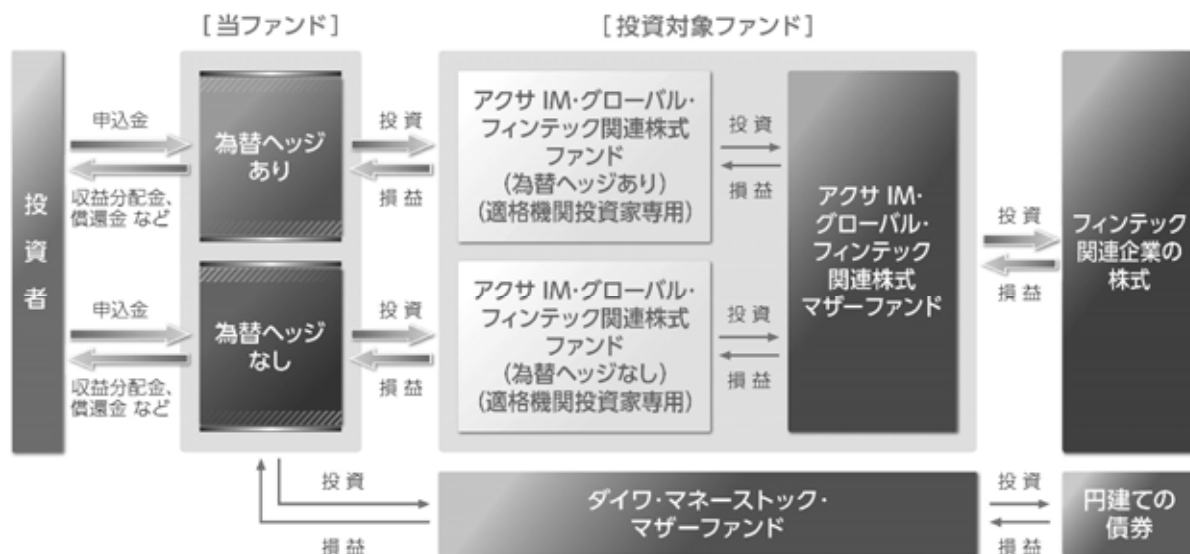 [当ファンド]
[投資対象ファンド]
投資者
申込金
収益分配金、
償還金 など
為替ヘッジ
あり
投 資
損 益
アクサ IM・グローバル・
フィンテック関連株式
ファンド
(為替ヘッジあり)
(適格機関投資家専用)
投 資
損 益
申込金
収益分配金、
償還金 など
為替ヘッジ
なし
投 資
損 益
アクサ IM・グローバル・
フィンテック関連株式
ファンド
(為替ヘッジなし)
(適格機関投資家専用)
投 資
損 益
アクサ IM・
グローバル・
フィンテック
関連株式
マザーファンド
投 資
損 益
フィンテック
関連企業の
株式
投 資
損 益
ダイワ・マネーストック・
マザーファンド
投 資
損 益
円建ての
債券